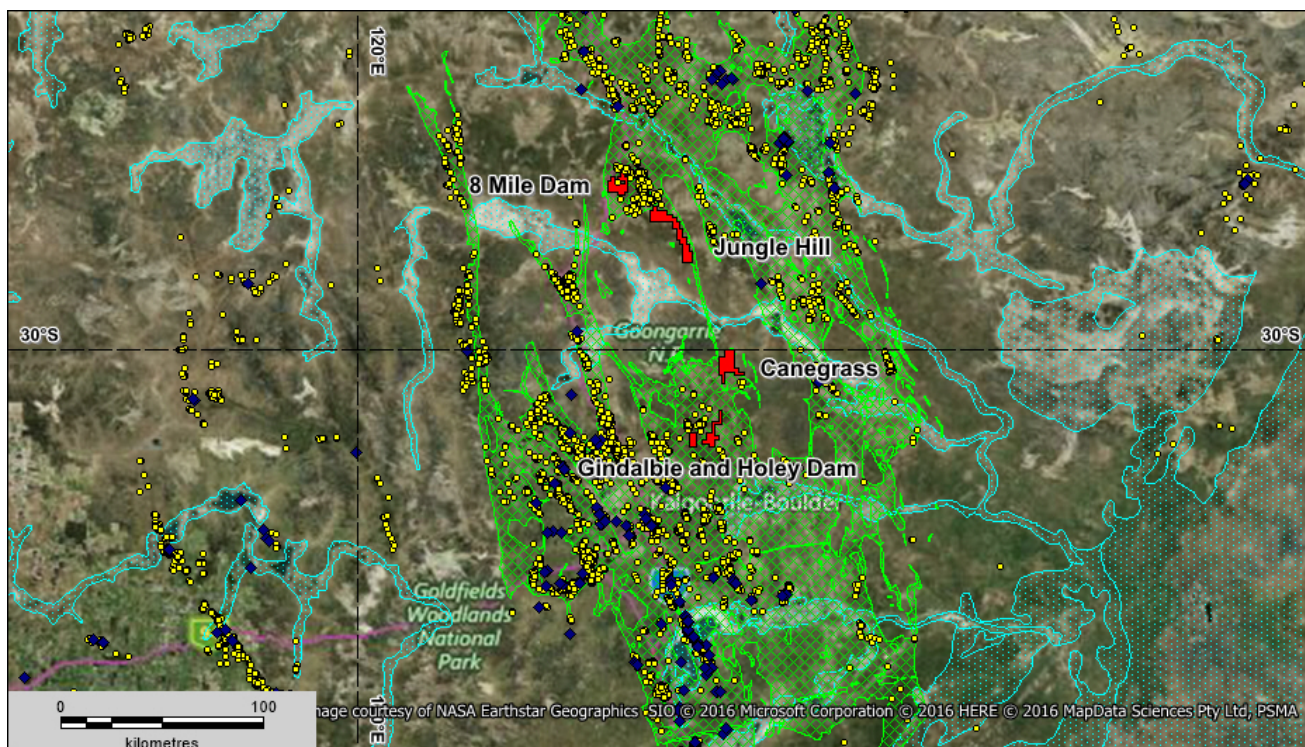 120°E
8 Mile Dam
Jungle Hill
30°S
30°S
Goongarrie
N.P.
Canegrass
Gindalbie and Holey Dam
Kalgoorlie-Boulder
Goldfields
Woodlands
National
Park
0 100
kilometres
120°E
mage courtesy of NASA Earthstar Geographics SIO © 2016 Microsoft Corporation © 2016 HERE © 2016 MapData Sciences Pty Ltd, PSMA